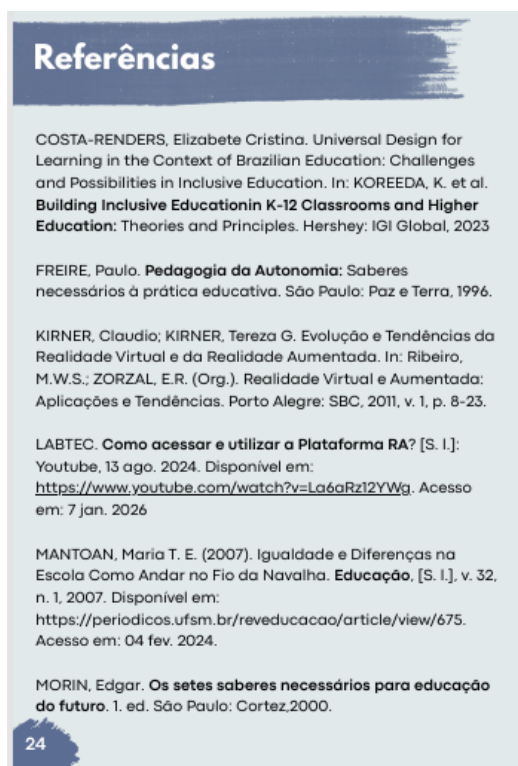 Referências
COSTA-RENDERS, Elizabete Cristina. Universal Design for
Learning in the Context of Brazilian Education: Challenges
and Possibilities in Inclusive Education. In: KOREEDA, K. et al.
Building Inclusive Educationin K-12 Classrooms and Higher
Education: Theories and Principles. Hershey: IGI Global, 2023
FREIRE, Paulo. Pedagogia da Autonomia: Saberes
necessários à prática educativa. São Paulo: Paz e Terra, 1996.
KIRNER, Claudio; KIRNER, Tereza G. Evolução e Tendências da
Realidade Virtual e da Realidade Aumentada. In: Ribeiro,
M.W.S.; ZORZAL, E.R. (Org.). Realidade Virtual e Aumentada:
Aplicações e Tendências. Porto Alegre: SBC, 2011, v. 1, p. 8-23.
LABTEC. Como acessar e utilizar a Plataforma RA? [S. l.]:
Youtube, 13 ago. 2024. Disponível em:
https://www.youtube.com/watch?v=La6aRz12YWg. Acesso
em: 7 jan. 2026
MANTOAN, Maria T. E. (2007). Igualdade e Diferenças na
Escola Como Andar no Fio da Navalha. Educação, [S. l.], v. 32,
n. 1, 2007. Disponível em:
https://periodicos.ufsm.br/reveducacao/article/view/675.
Acesso em: 04 fev. 2024.
MORIN, Edgar. Os setes saberes necessários para educação
do futuro. 1. ed. São Paulo: Cortez,2000.
24